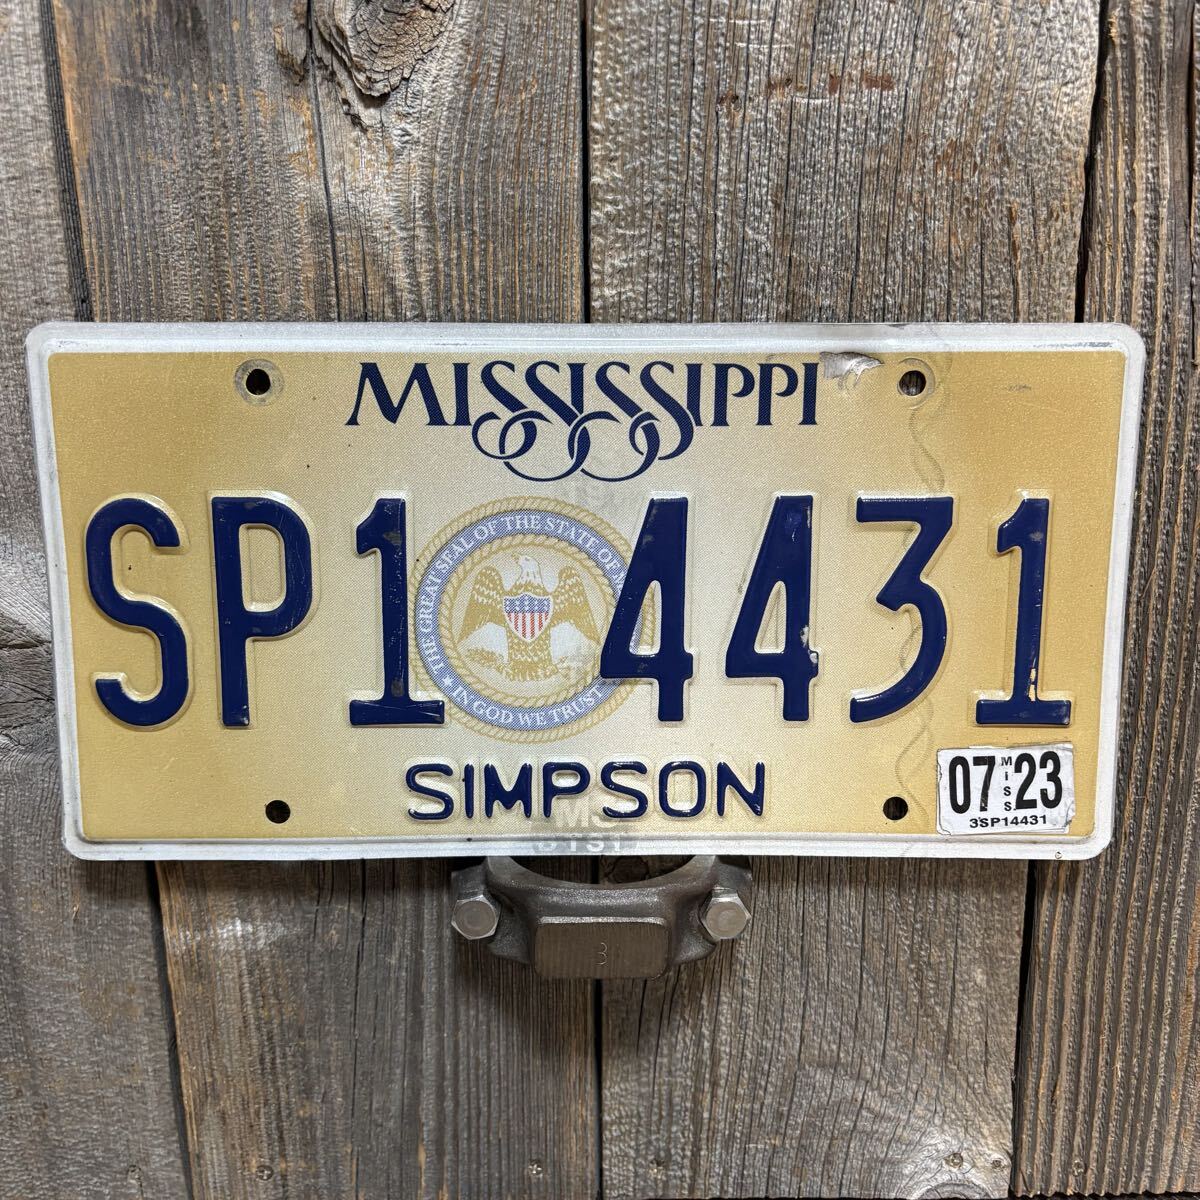 MISSISSIPPI
SP1 4431
THE GREAT SEAL OF THE STATE OF
IN GOD WE TRUST
SIMPSON
07 MISS 23
3SP14431
3